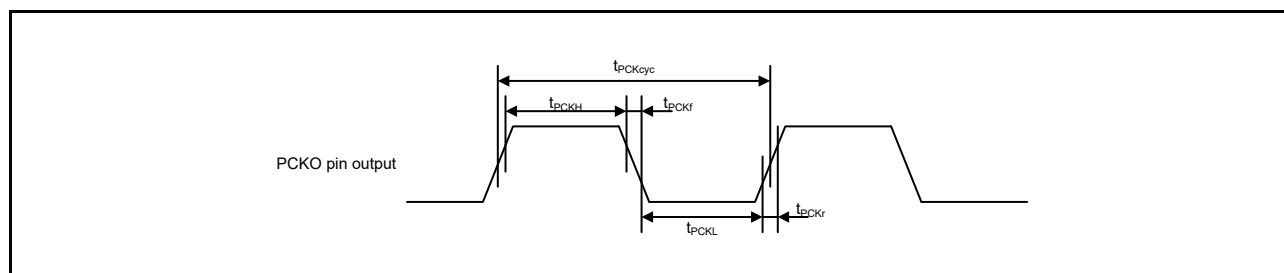 tPCKcyc
tPCKH
tPCKf
PCKO pin output
tPCKL
tPCKr